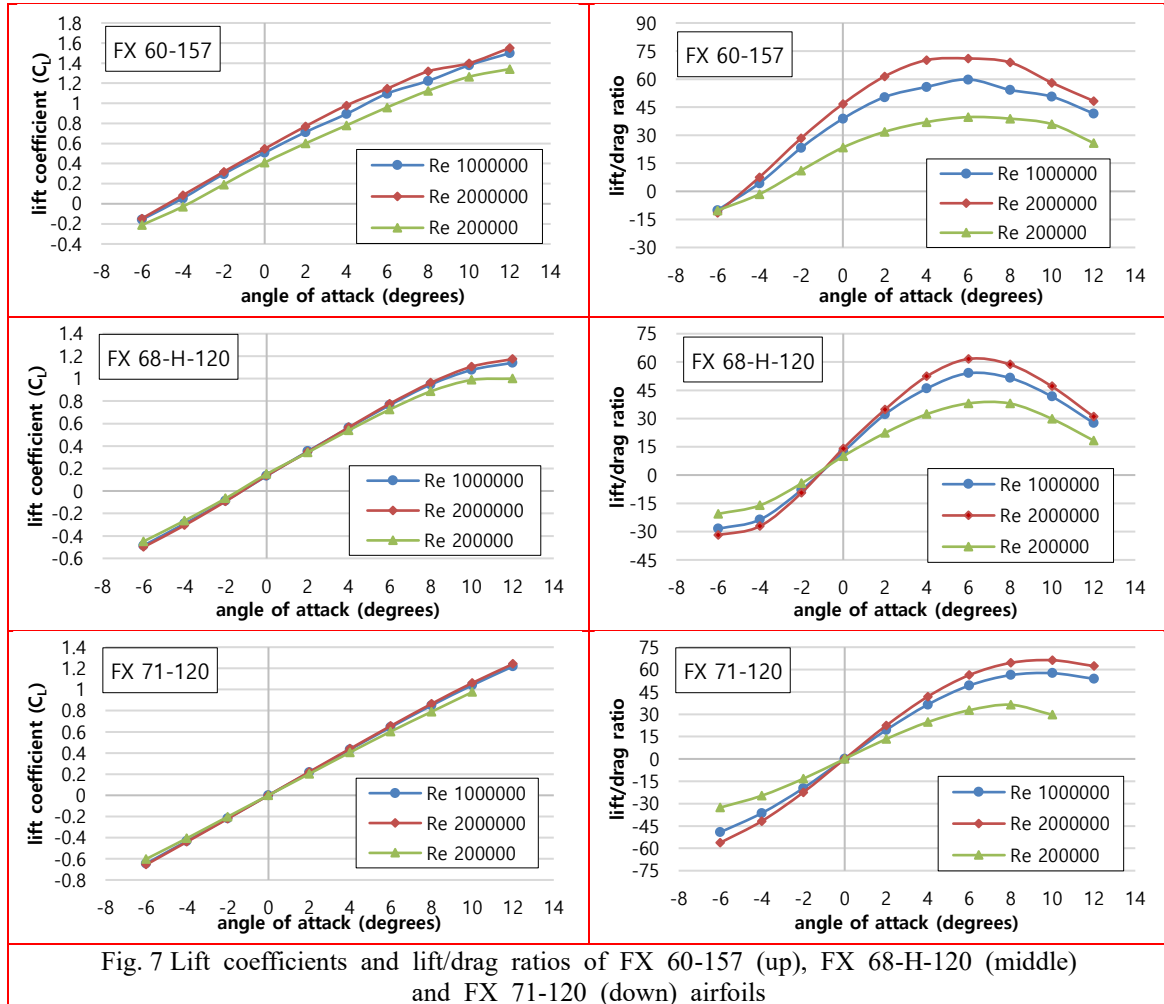 1.8
1.6
1.4
1.2
1
0.8
0.6
0.4
0.2
0
-0.2
-0.4
lift coefficient (CL)
FX 60-157
Re 1000000
Re 2000000
Re 200000
-8 -6 -4 -2 0 2 4 6 8 10 12 14
angle of attack (degrees)
90
75
60
45
30
15
0
-15
-30
lift/drag ratio
FX 60-157
Re 1000000
Re 2000000
Re 200000
-8 -6 -4 -2 0 2 4 6 8 10 12 14
angle of attack (degrees)
1.4
1.2
1
0.8
0.6
0.4
0.2
0
-0.2
-0.4
-0.6
lift coefficient (CL)
FX 68-H-120
Re 1000000
Re 2000000
Re 200000
-8 -6 -4 -2 0 2 4 6 8 10 12 14
angle of attack (degrees)
75
60
45
30
15
0
-15
-30
-45
lift/drag ratio
FX 68-H-120
Re 1000000
Re 2000000
Re 200000
-8 -6 -4 -2 0 2 4 6 8 10 12 14
angle of attack (degrees)
1.4
1.2
1
0.8
0.6
0.4
0.2
0
-0.2
-0.4
-0.6
-0.8
lift coefficient (CL)
FX 71-120
Re 1000000
Re 2000000
Re 200000
-8 -6 -4 -2 0 2 4 6 8 10 12 14
angle of attack (degrees)
75
60
45
30
15
0
-15
-30
-45
-60
-75
lift/drag ratio
FX 71-120
Re 1000000
Re 2000000
Re 200000
-8 -6 -4 -2 0 2 4 6 8 10 12 14
angle of attack (degrees)
Fig. 7 Lift coefficients and lift/drag ratios of FX 60-157 (up), FX 68-H-120 (middle)
and FX 71-120 (down) airfoils